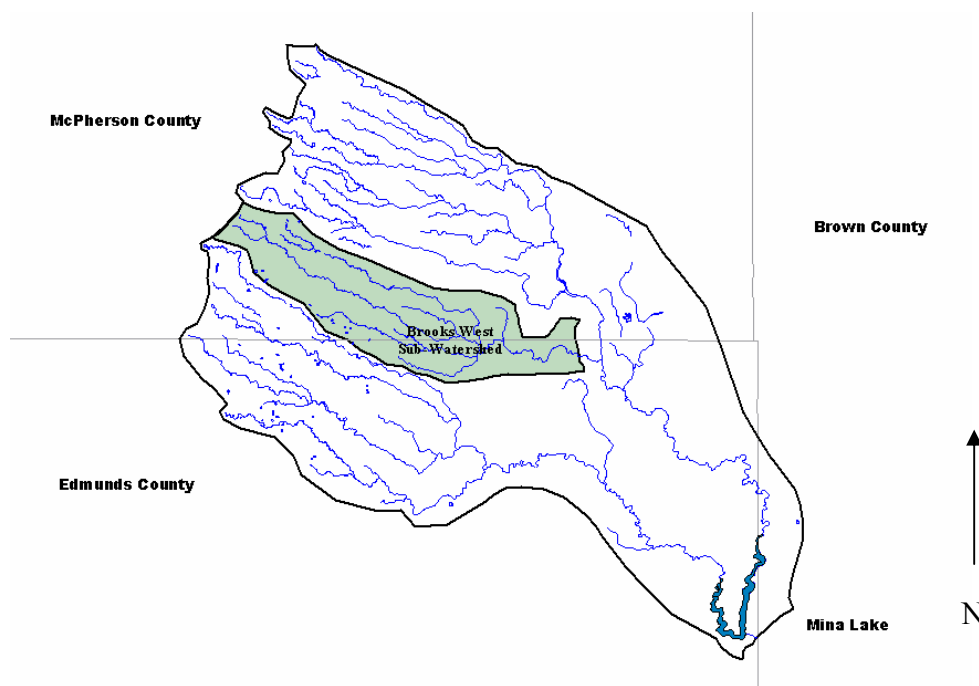 McPherson County
Brown County
Brooks West
Sub-Watershed
Edmunds County
Mina Lake
N